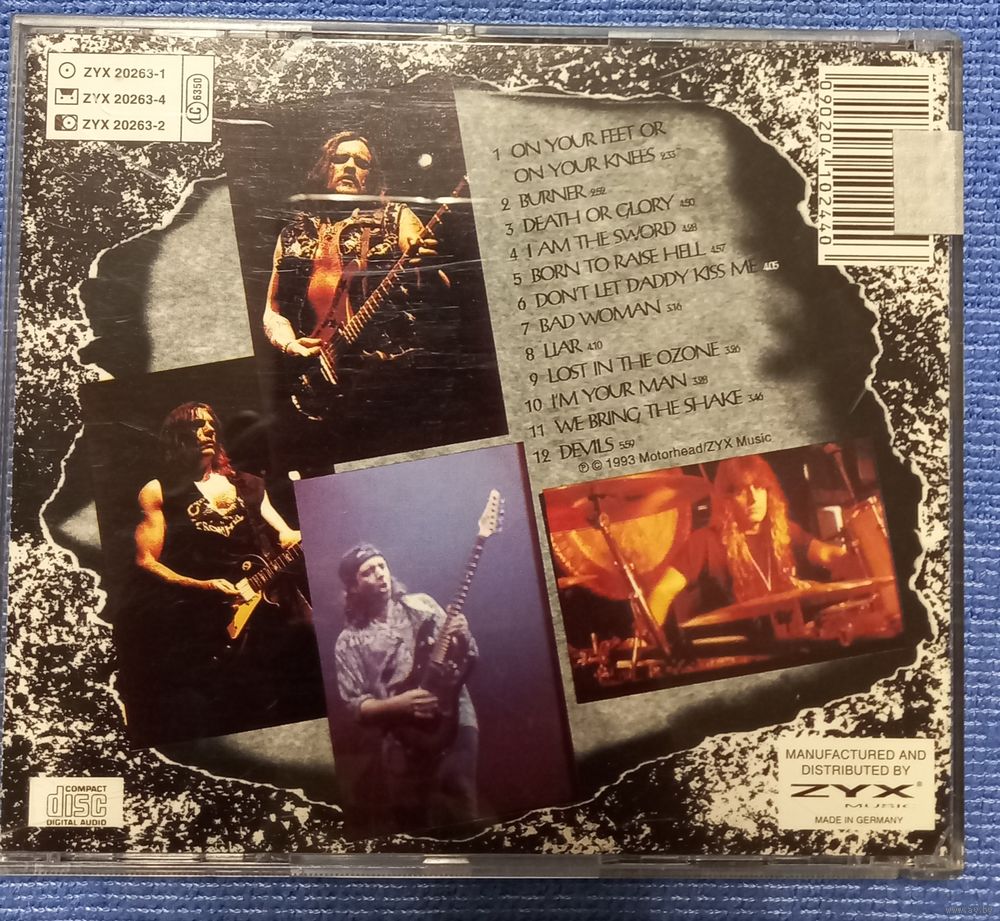 ZYX 20263-1
ZYX 20263-4
ZYX 20263-2
LC 6350
090204 102440
1 ON YOUR FEET OR
ON YOUR KNEES 2:33
2 BURNER 2:52
3 DEATH OR GLORY 4:50
4 I AM THE SWORD 4:28
5 BORN TO RAISE HELL 4:57
6 DON'T LET DADDY KISS ME 4:05
7 BAD WOMAN 3:16
8 LIAR 4:10
9 LOST IN THE OZONE 3:26
10 I'M YOUR MAN 3:28
11 WE BRING THE SHAKE 3:46
12 DEVILS 5:59
℗ © 1993 Motorhead/ZYX Music
COMPACT
disc
DIGITAL AUDIO
MANUFACTURED AND
DISTRIBUTED BY
ZYX®
MUSIC
MADE IN GERMANY